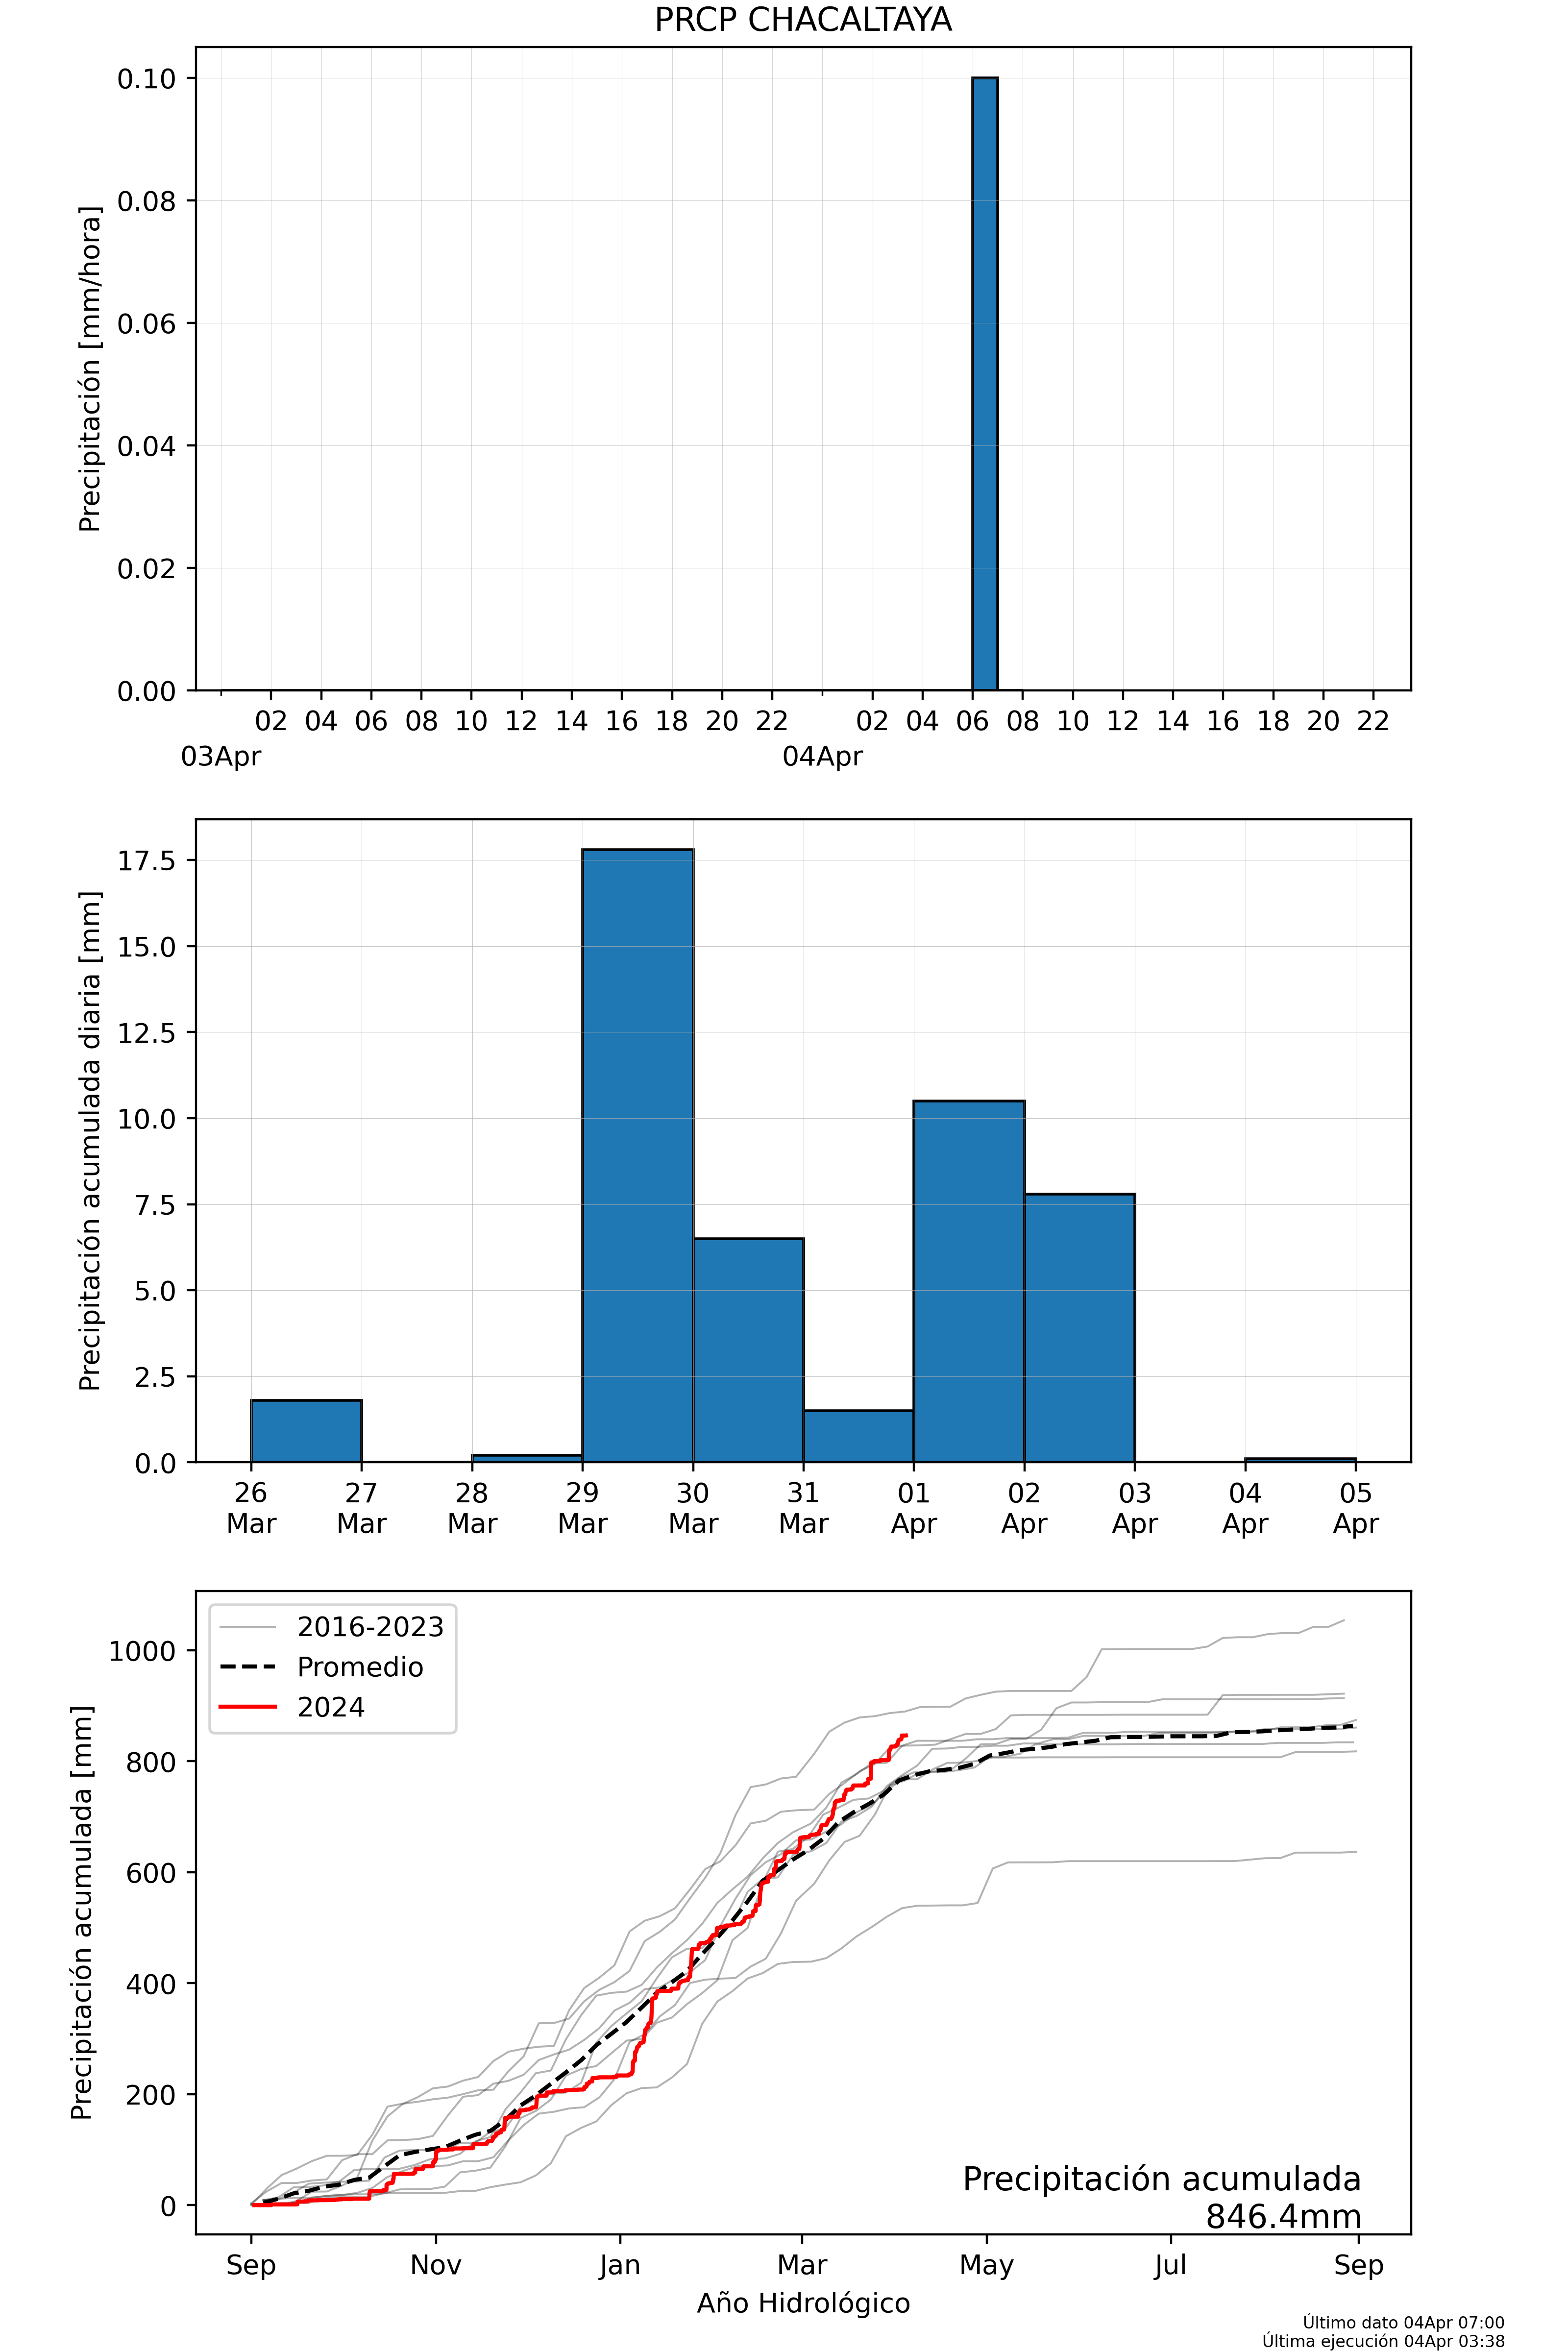 PRCP CHACALTAYA
Precipitación [mm/hora]
0.10
0.08
0.06
0.04
0.02
0.00
02 04 06 08 10 12 14 16 18 20 22 02 04 06 08 10 12 14 16 18 20 22
03Apr 04Apr
Precipitación acumulada diaria [mm]
17.5
15.0
12.5
10.0
7.5
5.0
2.5
0.0
26 27 28 29 30 31 01 02 03 04 05
Mar Mar Mar Mar Mar Mar Apr Apr Apr Apr Apr
Precipitación acumulada [mm]
1000
800
600
400
200
0
2016-2023
Promedio
2024
Precipitación acumulada
846.4mm
Sep Nov Jan Mar May Jul Sep
Año Hidrológico
Último dato 04Apr 07:00
Última ejecución 04Apr 03:38